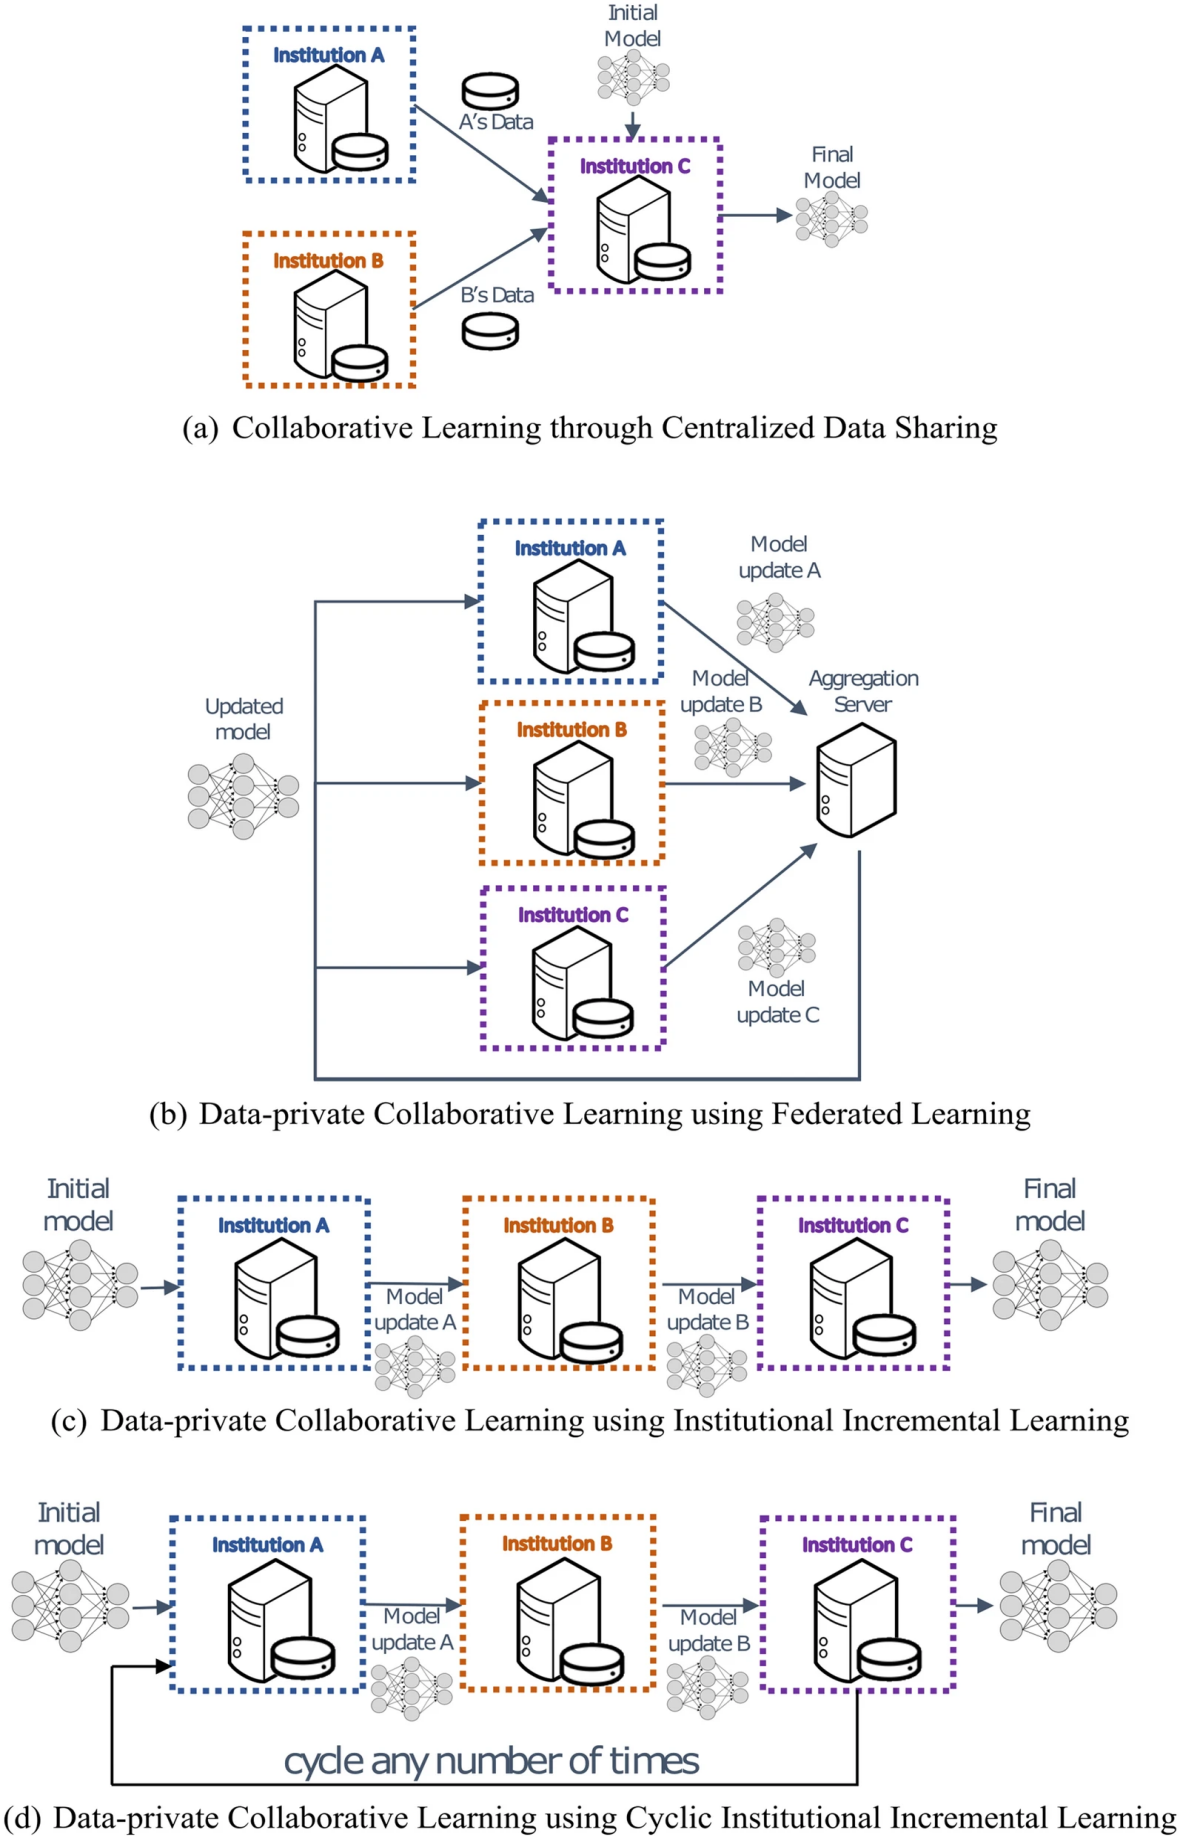 Initial
Model
Institution A
A's Data
Institution C
Final
Model
Institution B
B's Data
(a) Collaborative Learning through Centralized Data Sharing
Institution A
Model
update A
Model
update B
Aggregation
Server
Updated
model
Institution B
Institution C
Model
update C
(b) Data-private Collaborative Learning using Federated Learning
Initial
model
Institution A
Model
update A
Institution B
Model
update B
Institution C
Final
model
(c) Data-private Collaborative Learning using Institutional Incremental Learning
Initial
model
Institution A
Model
update A
Institution B
Model
update B
Institution C
Final
model
cycle any number of times
(d) Data-private Collaborative Learning using Cyclic Institutional Incremental Learning